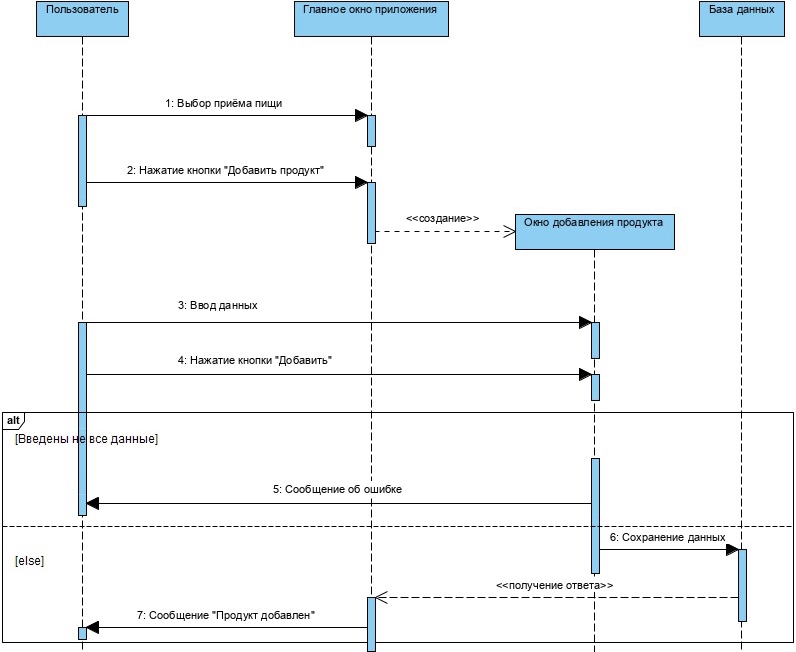 Пользователь
Главное окно приложения
База данных
1: Выбор приёма пищи
2: Нажатие кнопки "Добавить продукт"
<<создание>>
Окно добавления продукта
3: Ввод данных
4: Нажатие кнопки "Добавить"
alt
[Введены не все данные]
5: Сообщение об ошибке
6: Сохранение данных
[else]
<<получение ответа>>
7: Сообщение "Продукт добавлен"